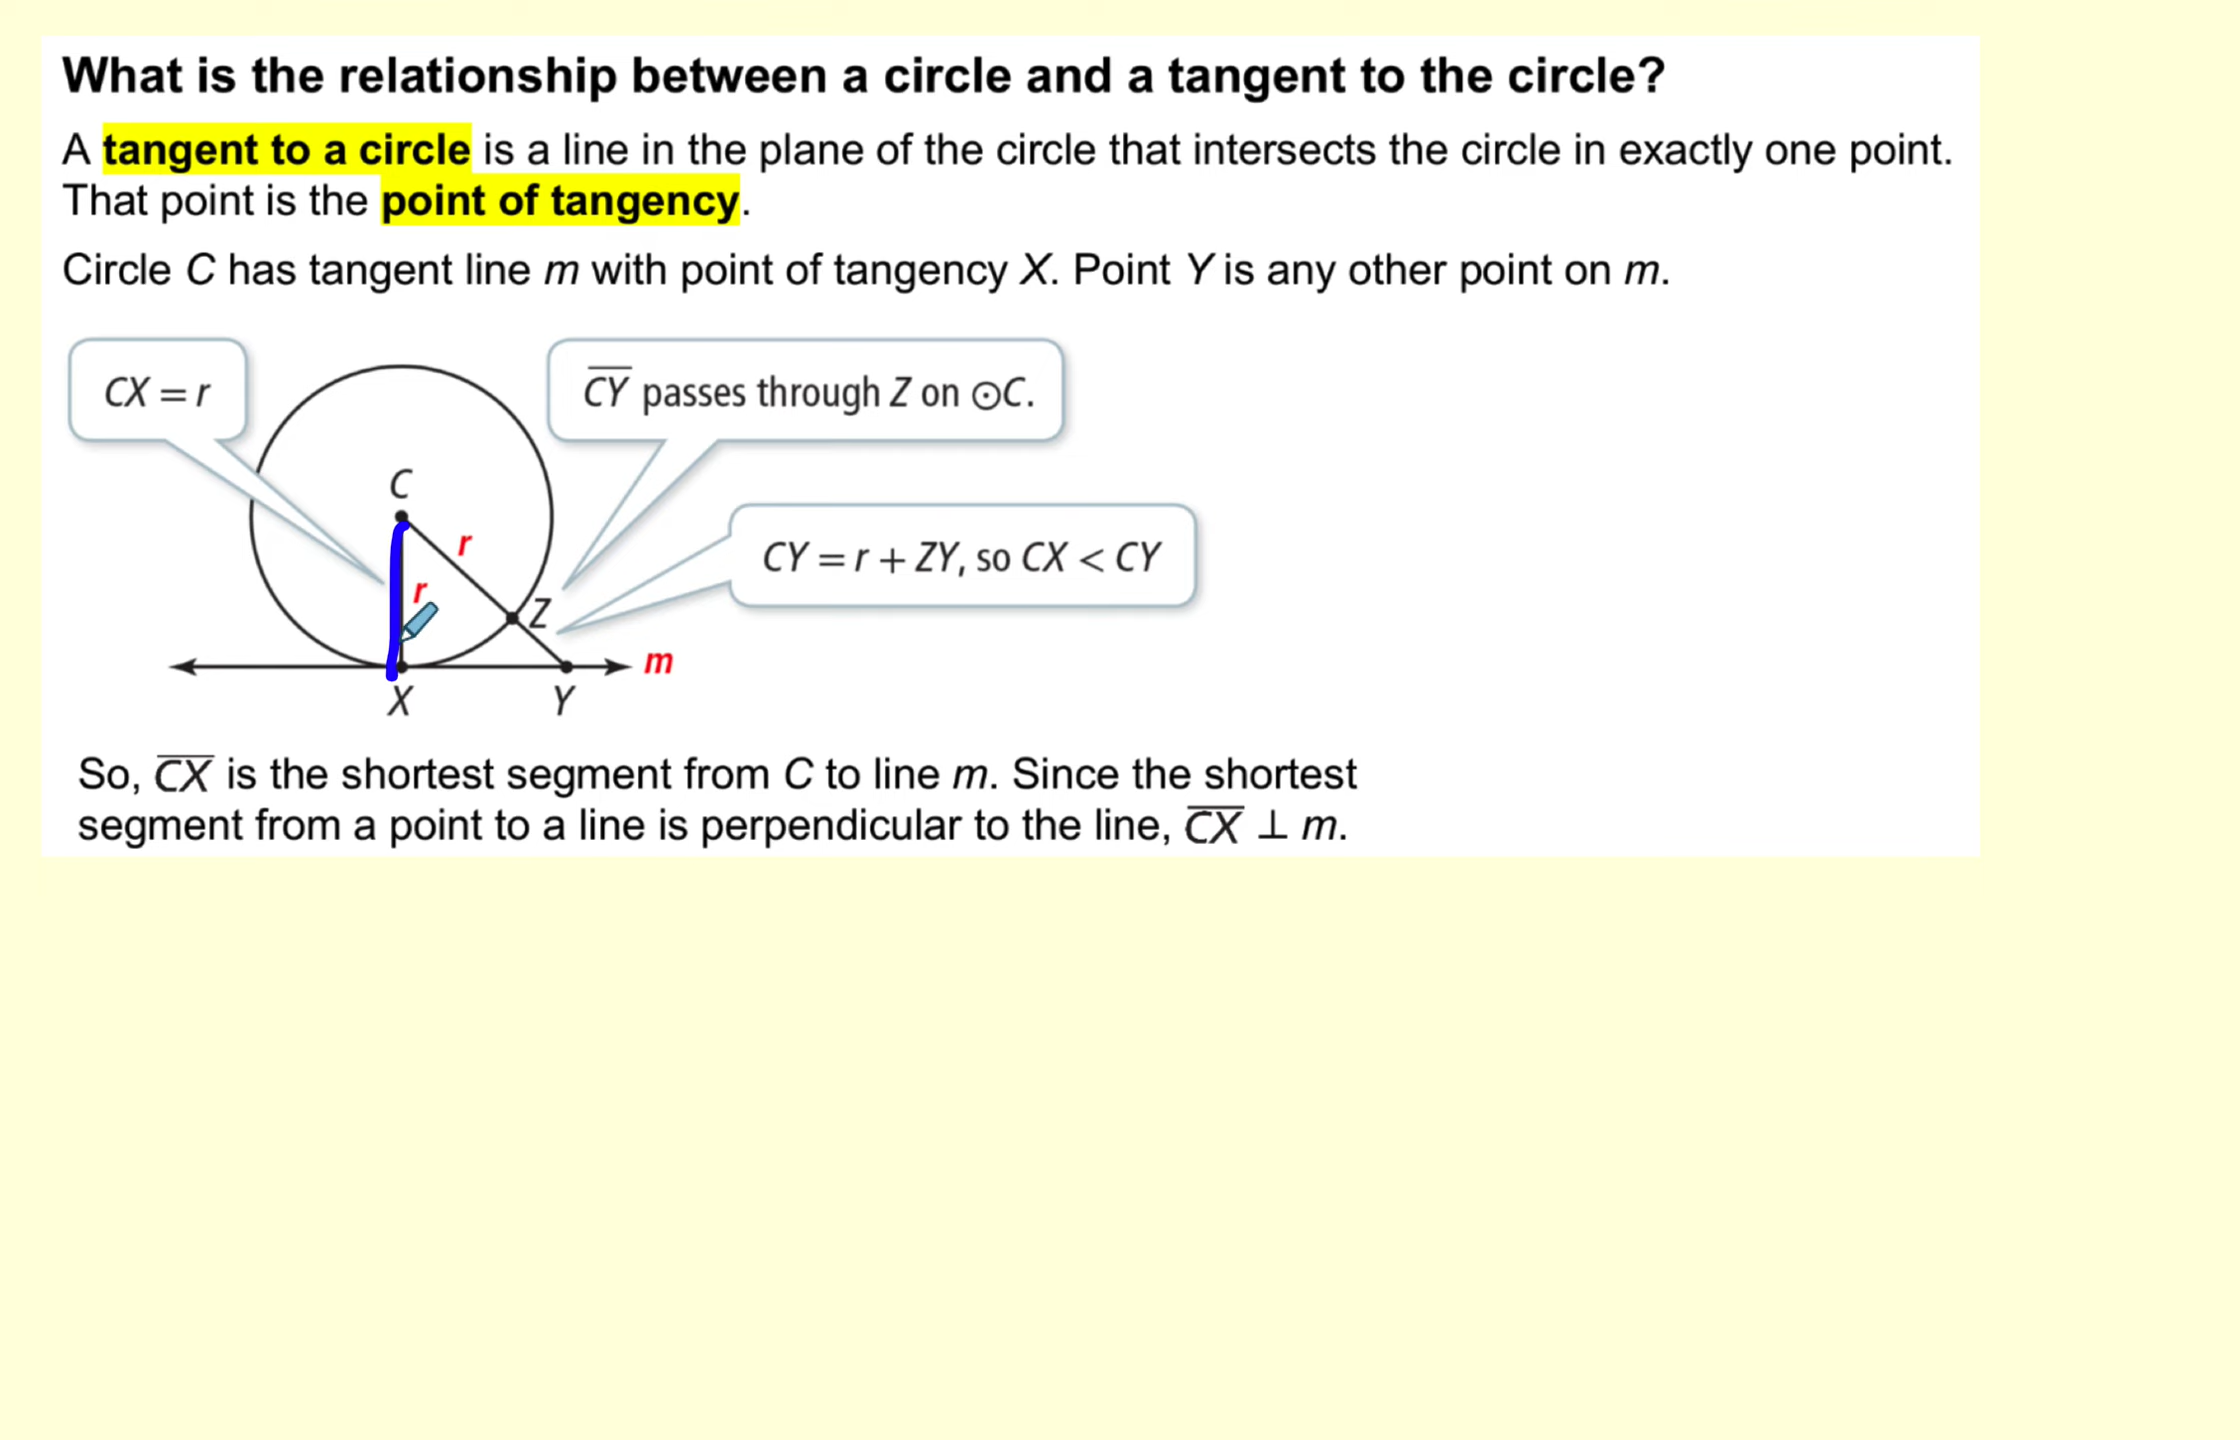 What is the relationship between a circle and a tangent to the circle?
A tangent to a circle is a line in the plane of the circle that intersects the circle in exactly one point.
That point is the point of tangency.
Circle C has tangent line m with point of tangency X. Point Y is any other point on m.
CX = r
C̅Y̅ passes through Z on ⊙C.
C
r
CY = r + ZY, so CX < CY
r
Z
m
X
Y
So, C̅X̅ is the shortest segment from C to line m. Since the shortest
segment from a point to a line is perpendicular to the line, C̅X̅ ⊥ m.